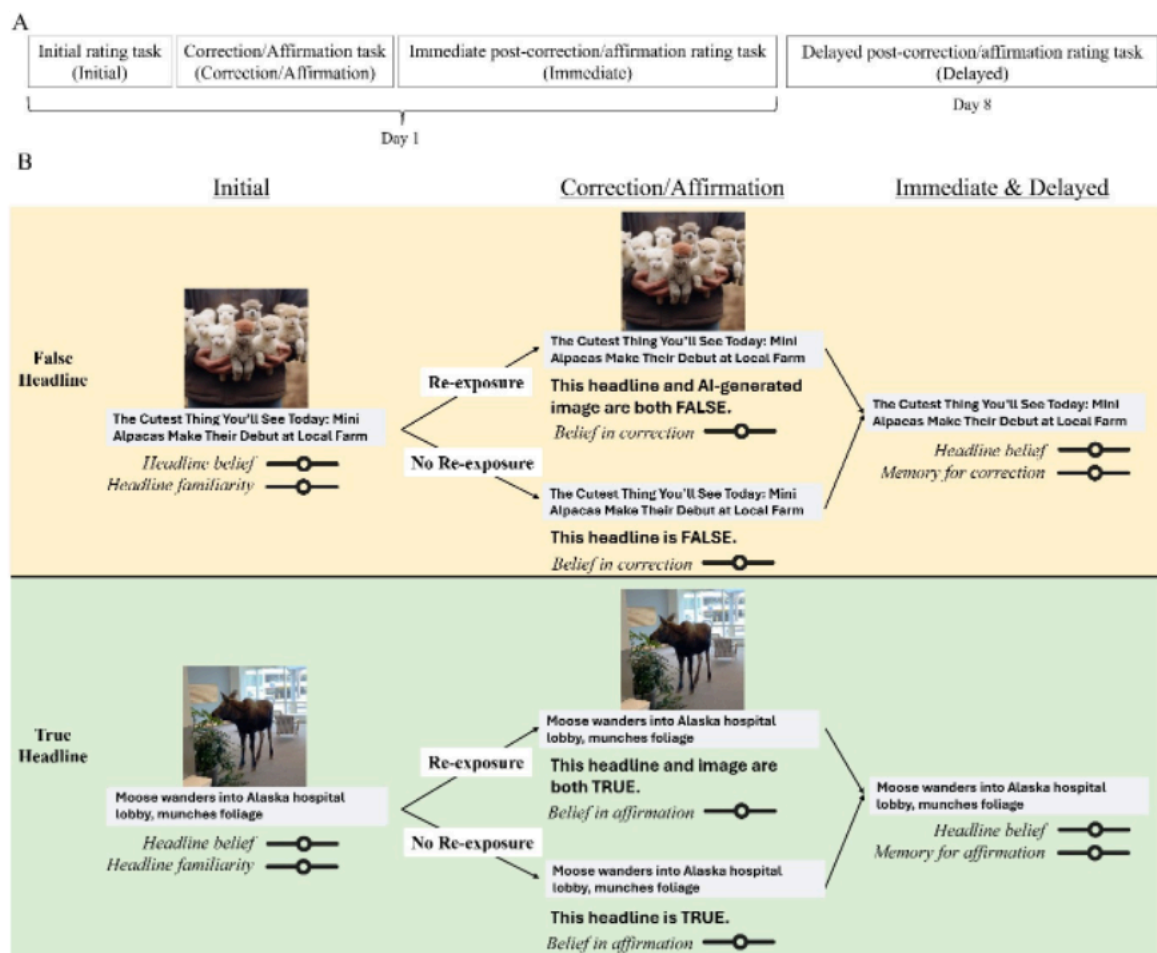 A
Initial rating task
(Initial)
Correction/Affirmation task
(Correction/Affirmation)
Immediate post-correction/affirmation rating task
(Immediate)
Delayed post-correction/affirmation rating task
(Delayed)
Day 1
Day 8
B
Initial
Correction/Affirmation
Immediate & Delayed
False
Headline
The Cutest Thing You'll See Today: Mini
Alpacas Make Their Debut at Local Farm
Headline belief
Headline familiarity
Re-exposure
No Re-exposure
The Cutest Thing You'll See Today: Mini
Alpacas Make Their Debut at Local Farm
This headline and AI-generated
image are both FALSE.
Belief in correction
The Cutest Thing You'll See Today: Mini
Alpacas Make Their Debut at Local Farm
This headline is FALSE.
Belief in correction
The Cutest Thing You'll See Today: Mini
Alpacas Make Their Debut at Local Farm
Headline belief
Memory for correction
True
Headline
Moose wanders into Alaska hospital
lobby, munches foliage
Headline belief
Headline familiarity
Re-exposure
No Re-exposure
Moose wanders into Alaska hospital
lobby, munches foliage
This headline and image are
both TRUE.
Belief in affirmation
Moose wanders into Alaska hospital
lobby, munches foliage
This headline is TRUE.
Belief in affirmation
Moose wanders into Alaska hospital
lobby, munches foliage
Headline belief
Memory for affirmation